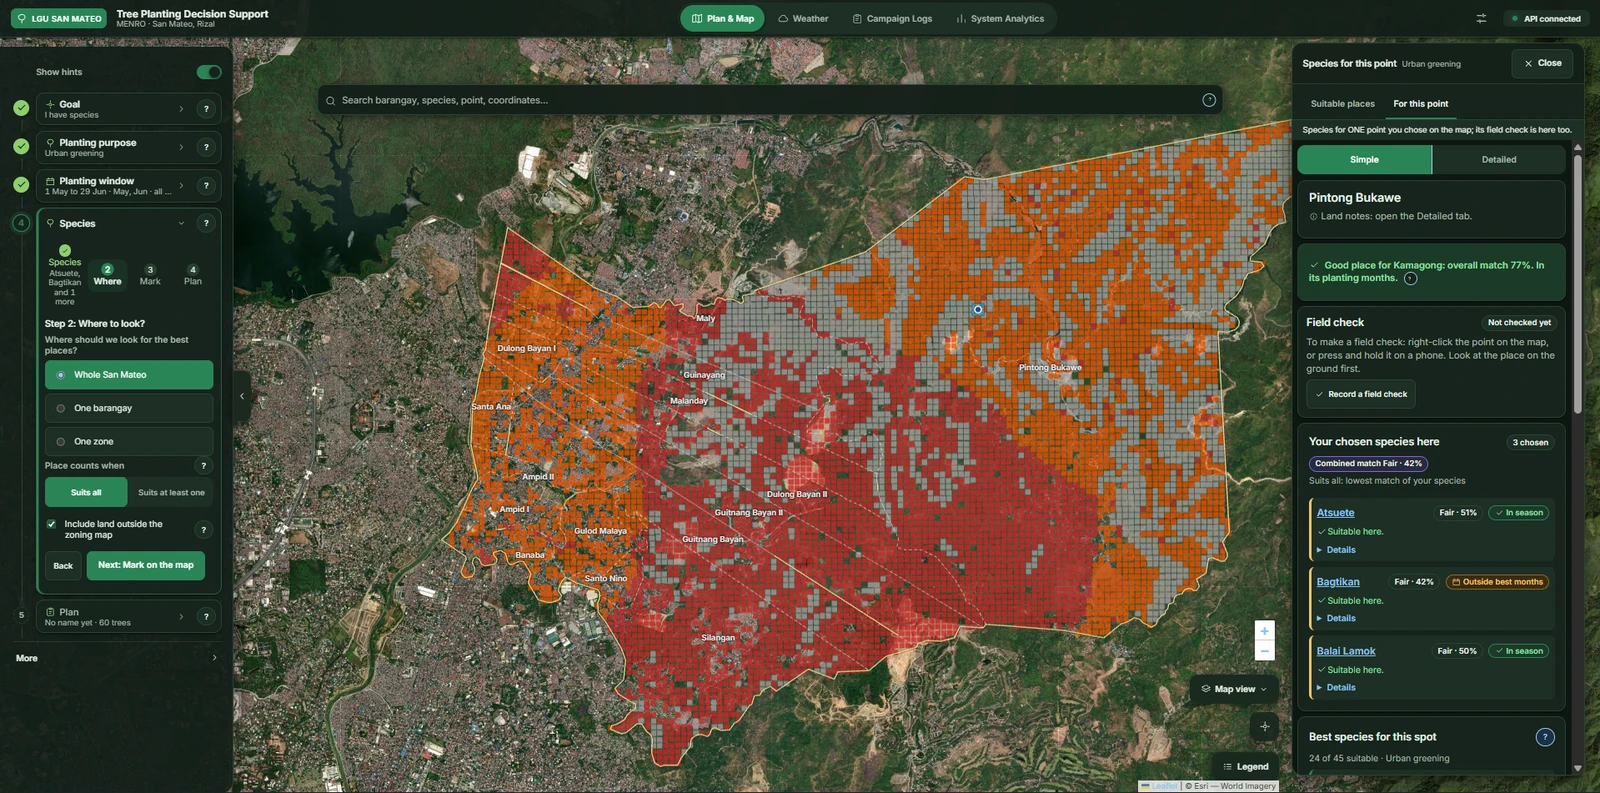 LGU SAN MATEO
Tree Planting Decision Support
MENRO · San Mateo, Rizal
Plan & Map
Weather
Campaign Logs
System Analytics
API connected
Show hints
Goal
I have species
?
Planting purpose
Urban greening
?
Planting window
1 May to 29 Jun · May, Jun · all ...
?
4
Species
?
Species
Atsuete,
Bagtikan
and 1
more
2
Where
3
Mark
4
Plan
Step 2: Where to look?
Where should we look for the best
places?
Whole San Mateo
One barangay
One zone
Place counts when
?
Suits all
Suits at least one
Include land outside the
zoning map
?
Back
Next: Mark on the map
5
Plan
No name yet · 60 trees
?
More
Search barangay, species, point, coordinates...
?
Maly
Dulong Bayan I
Guinayang
Pintong Bukawe
Malanday
Santa Ana
Ampid II
Dulong Bayan II
Ampid I
Guitnang Bayan II
Gulod Malaya
Guitnang Bayan
Banaba
Santo Nino
Silangan
+
−
Map view
Legend
Leaflet | © Esri — World Imagery
Species for this point Urban greening
Close
Suitable places
For this point
Species for ONE point you chose on the map; its field check is here too.
Simple
Detailed
Pintong Bukawe
Land notes: open the Detailed tab.
Good place for Kamagong: overall match 77%. In
its planting months. ?
Field check
Not checked yet
To make a field check: right-click the point on the map,
or press and hold it on a phone. Look at the place on the
ground first.
Record a field check
Your chosen species here
3 chosen
Combined match Fair · 42%
Suits all: lowest match of your species
Atsuete
Fair · 51%
In season
Suitable here.
Details
Bagtikan
Fair · 42%
Outside best months
Suitable here.
Details
Balai Lamok
Fair · 50%
In season
Suitable here.
Details
Best species for this spot
?
24 of 45 suitable · Urban greening